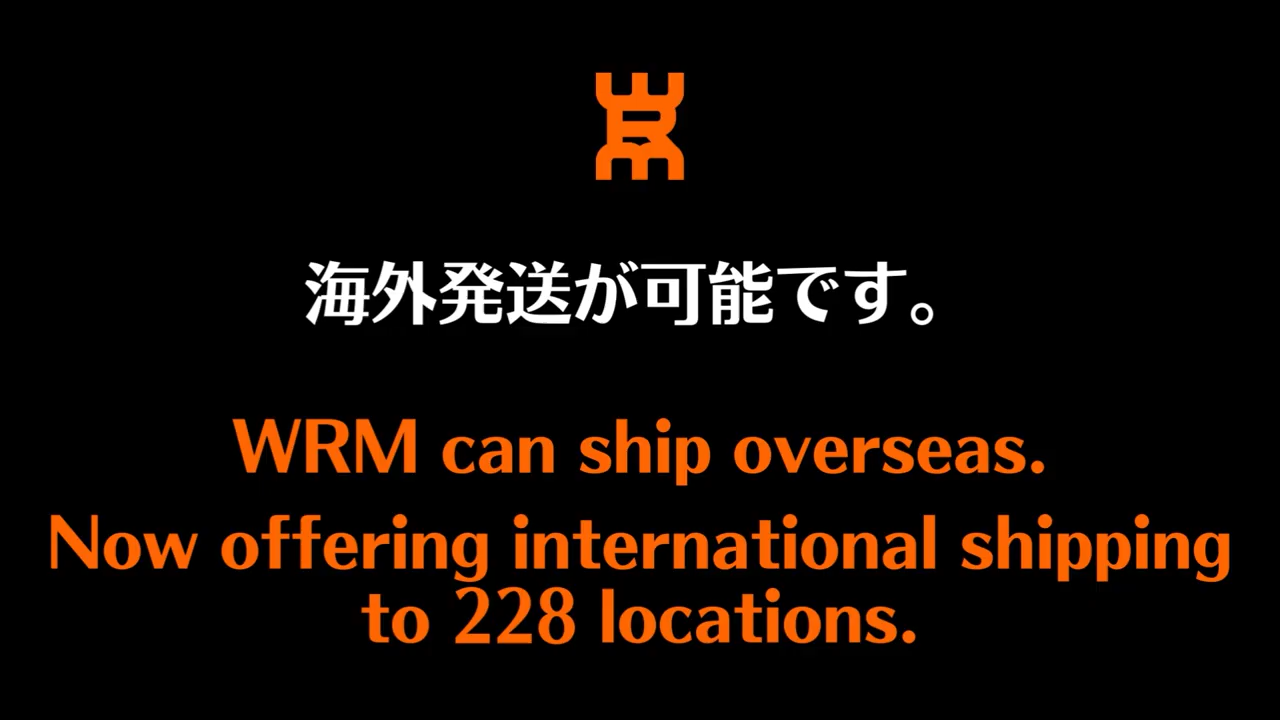 海外発送が可能です。
WRM can ship overseas.
Now offering international shipping
to 228 locations.